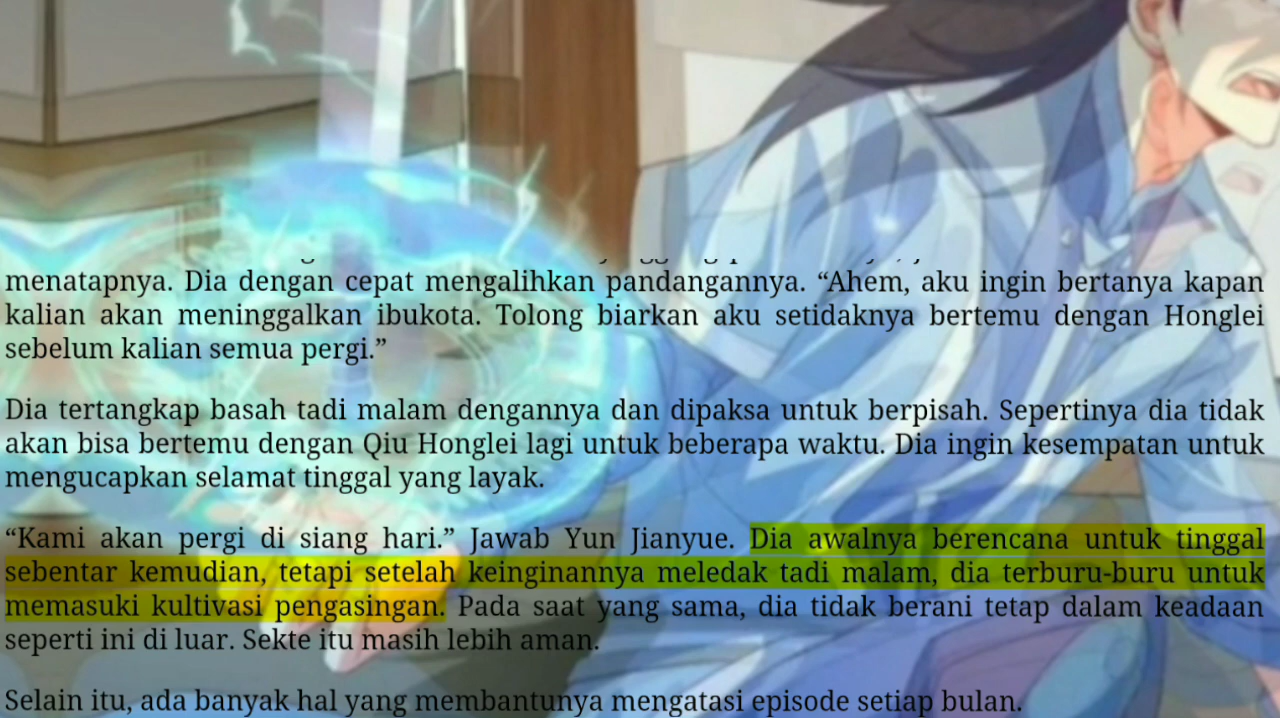 menatapnya. Dia dengan cepat mengalihkan pandangannya. “Ahem, aku ingin bertanya kapan
kalian akan meninggalkan ibukota. Tolong biarkan aku setidaknya bertemu dengan Honglei
sebelum kalian semua pergi.”
Dia tertangkap basah tadi malam dengannya dan dipaksa untuk berpisah. Sepertinya dia tidak
akan bisa bertemu dengan Qiu Honglei lagi untuk beberapa waktu. Dia ingin kesempatan untuk
mengucapkan selamat tinggal yang layak.
“Kami akan pergi di siang hari.” Jawab Yun Jianyue. Dia awalnya berencana untuk tinggal
sebentar kemudian, tetapi setelah keinginannya meledak tadi malam, dia terburu-buru untuk
memasuki kultivasi pengasingan. Pada saat yang sama, dia tidak berani tetap dalam keadaan
seperti ini di luar. Sekte itu masih lebih aman.
Selain itu, ada banyak hal yang membantunya mengatasi episode setiap bulan.